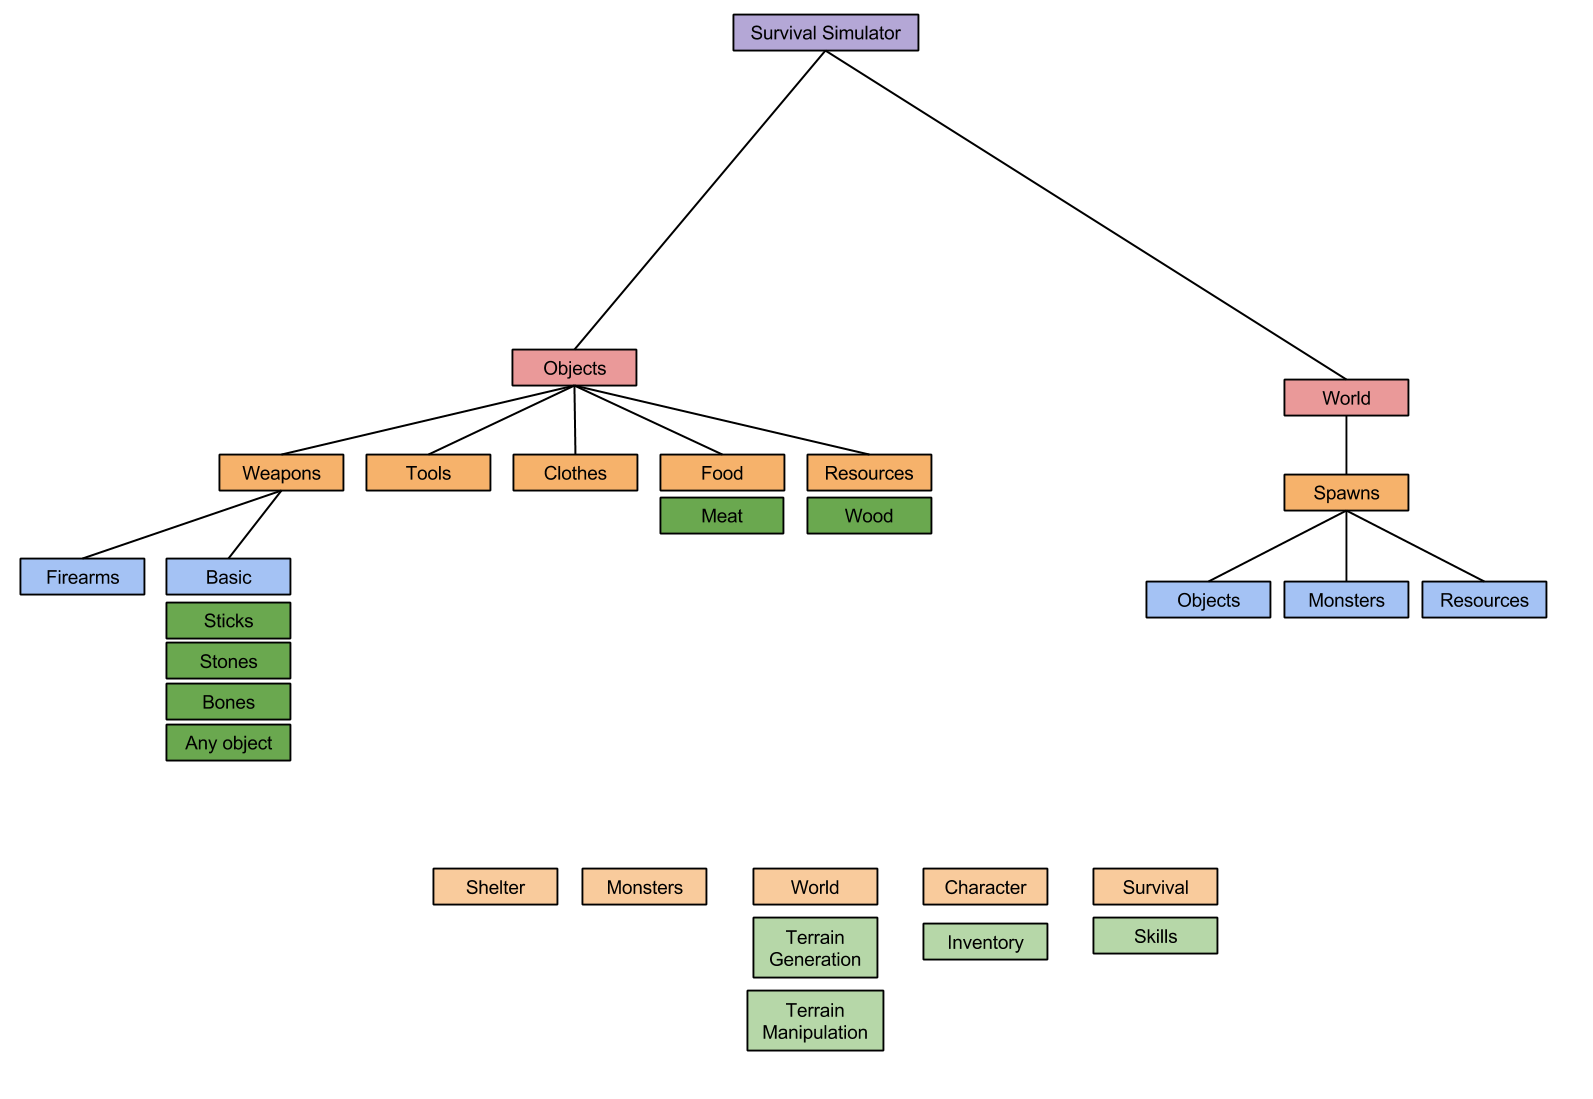 Survival Simulator
Objects
World
Weapons
Tools
Clothes
Food
Resources
Meat
Wood
Spawns
Firearms
Basic
Objects
Monsters
Resources
Sticks
Stones
Bones
Any object
Shelter
Monsters
World
Character
Survival
Terrain
Generation
Inventory
Skills
Terrain
Manipulation